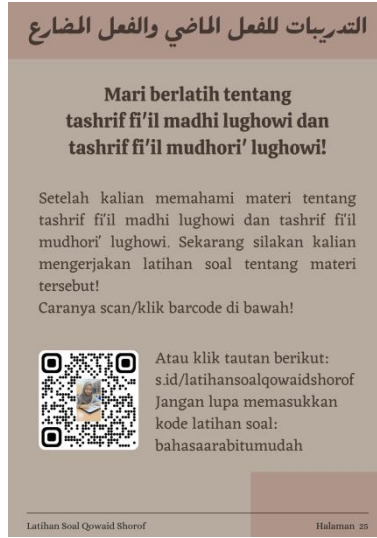 التدريبات للفعل الماضي والفعل المضارع
Mari berlatih tentang
tashrif fi'il madhi lughowi dan
tashrif fi'il mudhori' lughowi!
Setelah kalian memahami materi tentang
tashrif fi'il madhi lughowi dan tashrif fi'il
mudhori' lughowi. Sekarang silakan kalian
mengerjakan latihan soal tentang materi
tersebut!
Caranya scan/klik barcode di bawah!
Atau klik tautan berikut:
s.id/latihansoalqowaidshorof
Jangan lupa memasukkan
kode latihan soal:
bahasaarabitumudah
Latihan Soal Qowaid Shorof
Halaman 25